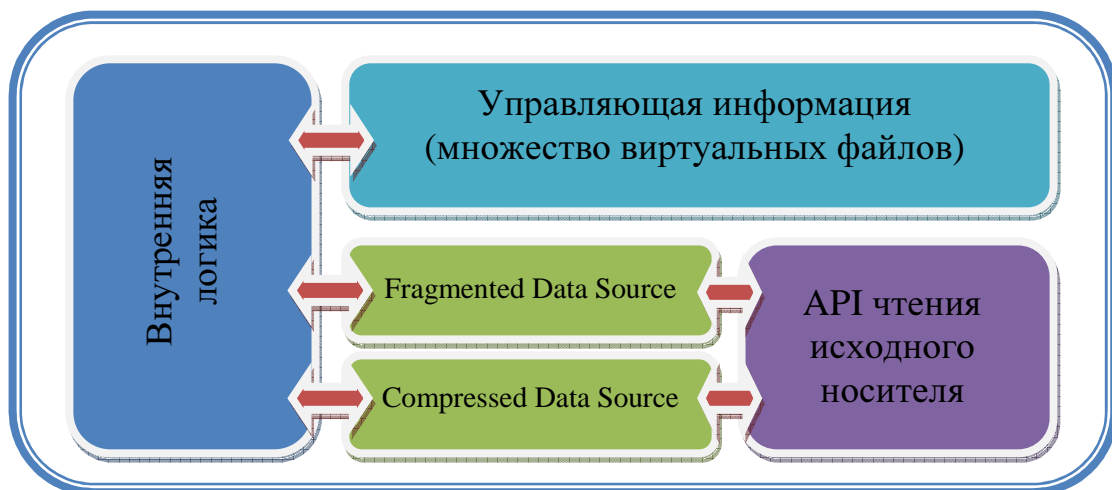 Внутренняя
логика
Управляющая информация
(множество виртуальных файлов)
Fragmented Data Source
Compressed Data Source
API чтения
исходного
носителя